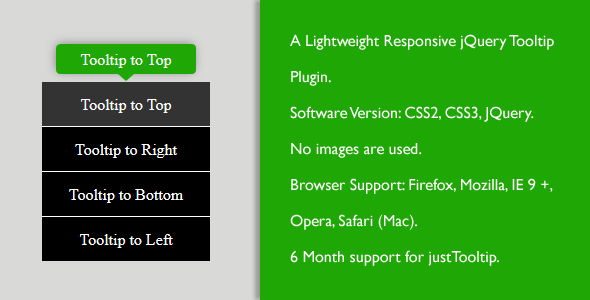 Tooltip to Top
Tooltip to Top
Tooltip to Right
Tooltip to Bottom
Tooltip to Left
A Lightweight Responsive jQuery Tooltip
Plugin.
Software Version: CSS2, CSS3, JQuery.
No images are used.
Browser Support: Firefox, Mozilla, IE 9 +,
Opera, Safari (Mac).
6 Month support for justTooltip.